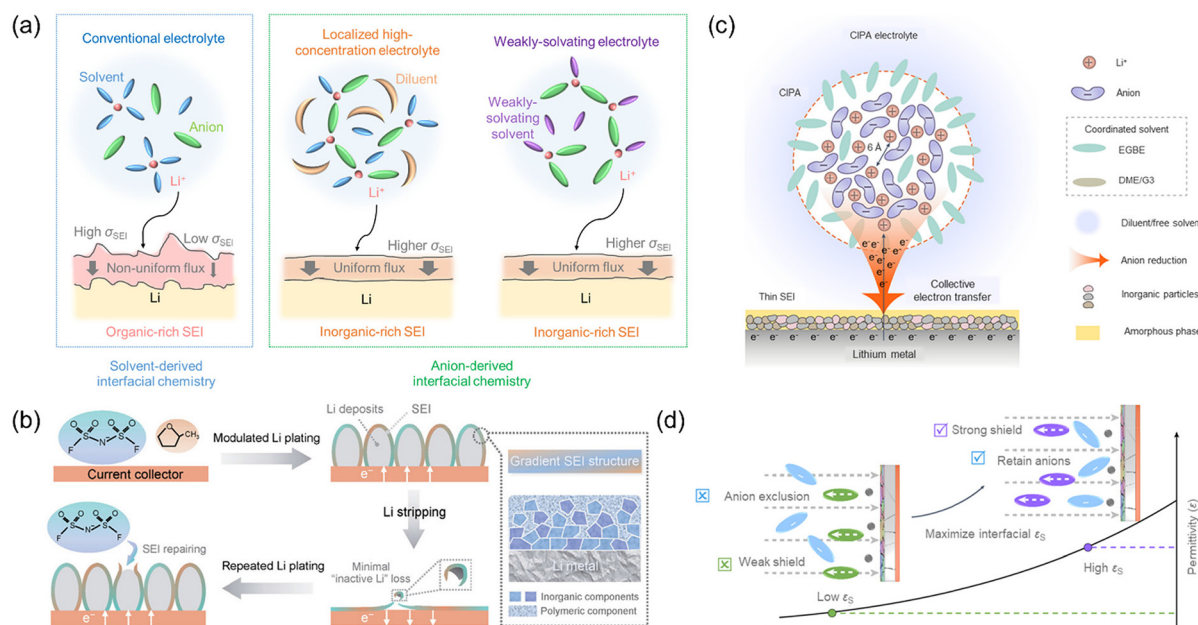 (a)
Conventional electrolyte
Solvent
Anion
Li⁺
High σSEI
Low σSEI
Non-uniform flux
Li
Organic-rich SEI
Solvent-derived
interfacial chemistry
Localized high-
concentration electrolyte
Diluent
Li⁺
Higher σSEI
Uniform flux
Li
Inorganic-rich SEI
Weakly-solvating electrolyte
Weakly-
solvating
solvent
Li⁺
Higher σSEI
Uniform flux
Li
Inorganic-rich SEI
Anion-derived
interfacial chemistry
(c)
CIPA electrolyte
CIPA
6 Å
e⁻ e⁻
e⁻ e⁻
e⁻ e⁻
e⁻
e⁻
Collective
electron transfer
Thin SEI
e⁻ e⁻ e⁻ e⁻ e⁻ e⁻ e⁻ e⁻ e⁻ e⁻
Lithium metal
Li⁺
Anion
Coordinated solvent
EGBE
DME/G3
Diluent/free solven
Anion reduction
Inorganic particles
Amorphous phase
(b)
O O O O
S N⁻ S
F F
O
CH₃
Current collector
Modulated Li plating
Li deposits
SEI
e⁻
Gradient SEI structure
Li metal
Inorganic components
Polymeric component
Li stripping
Minimal
"inactive Li" loss
e⁻
Repeated Li plating
O O O O
S N⁻ S
F F
SEI repairing
e⁻
(d)
Anion exclusion
Weak shield
Low εS
Strong shield
Retain anions
Maximize interfacial εS
High εS
Permittivity (ε)